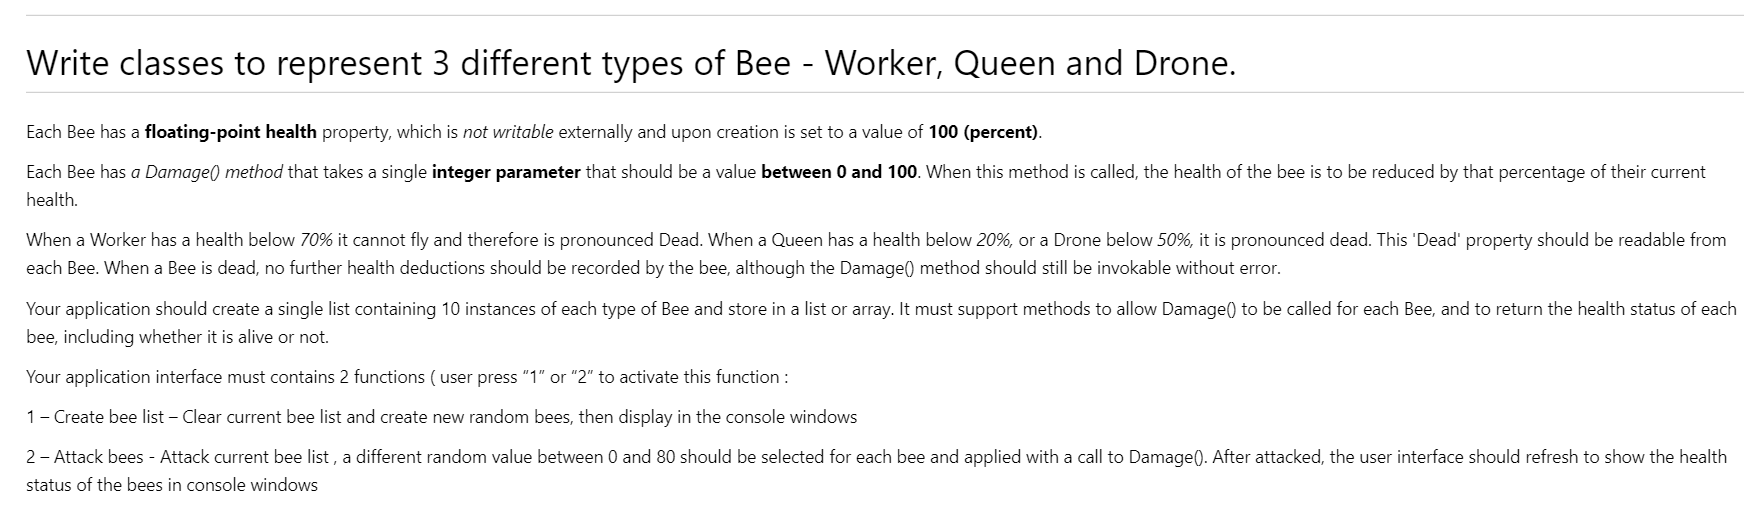 Write classes to represent 3 different types of Bee - Worker, Queen and Drone.
Each Bee has a floating-point health property, which is not writable externally and upon creation is set to a value of 100 (percent).
Each Bee has a Damage() method that takes a single integer parameter that should be a value between 0 and 100. When this method is called, the health of the bee is to be reduced by that percentage of their current
health.
When a Worker has a health below 70% it cannot fly and therefore is pronounced Dead. When a Queen has a health below 20%, or a Drone below 50%, it is pronounced dead. This 'Dead' property should be readable from
each Bee. When a Bee is dead, no further health deductions should be recorded by the bee, although the Damage() method should still be invokable without error.
Your application should create a single list containing 10 instances of each type of Bee and store in a list or array. It must support methods to allow Damage() to be called for each Bee, and to return the health status of each
bee, including whether it is alive or not.
Your application interface must contains 2 functions ( user press “1” or “2” to activate this function :
1 – Create bee list – Clear current bee list and create new random bees, then display in the console windows
2 – Attack bees - Attack current bee list , a different random value between 0 and 80 should be selected for each bee and applied with a call to Damage(). After attacked, the user interface should refresh to show the health
status of the bees in console windows